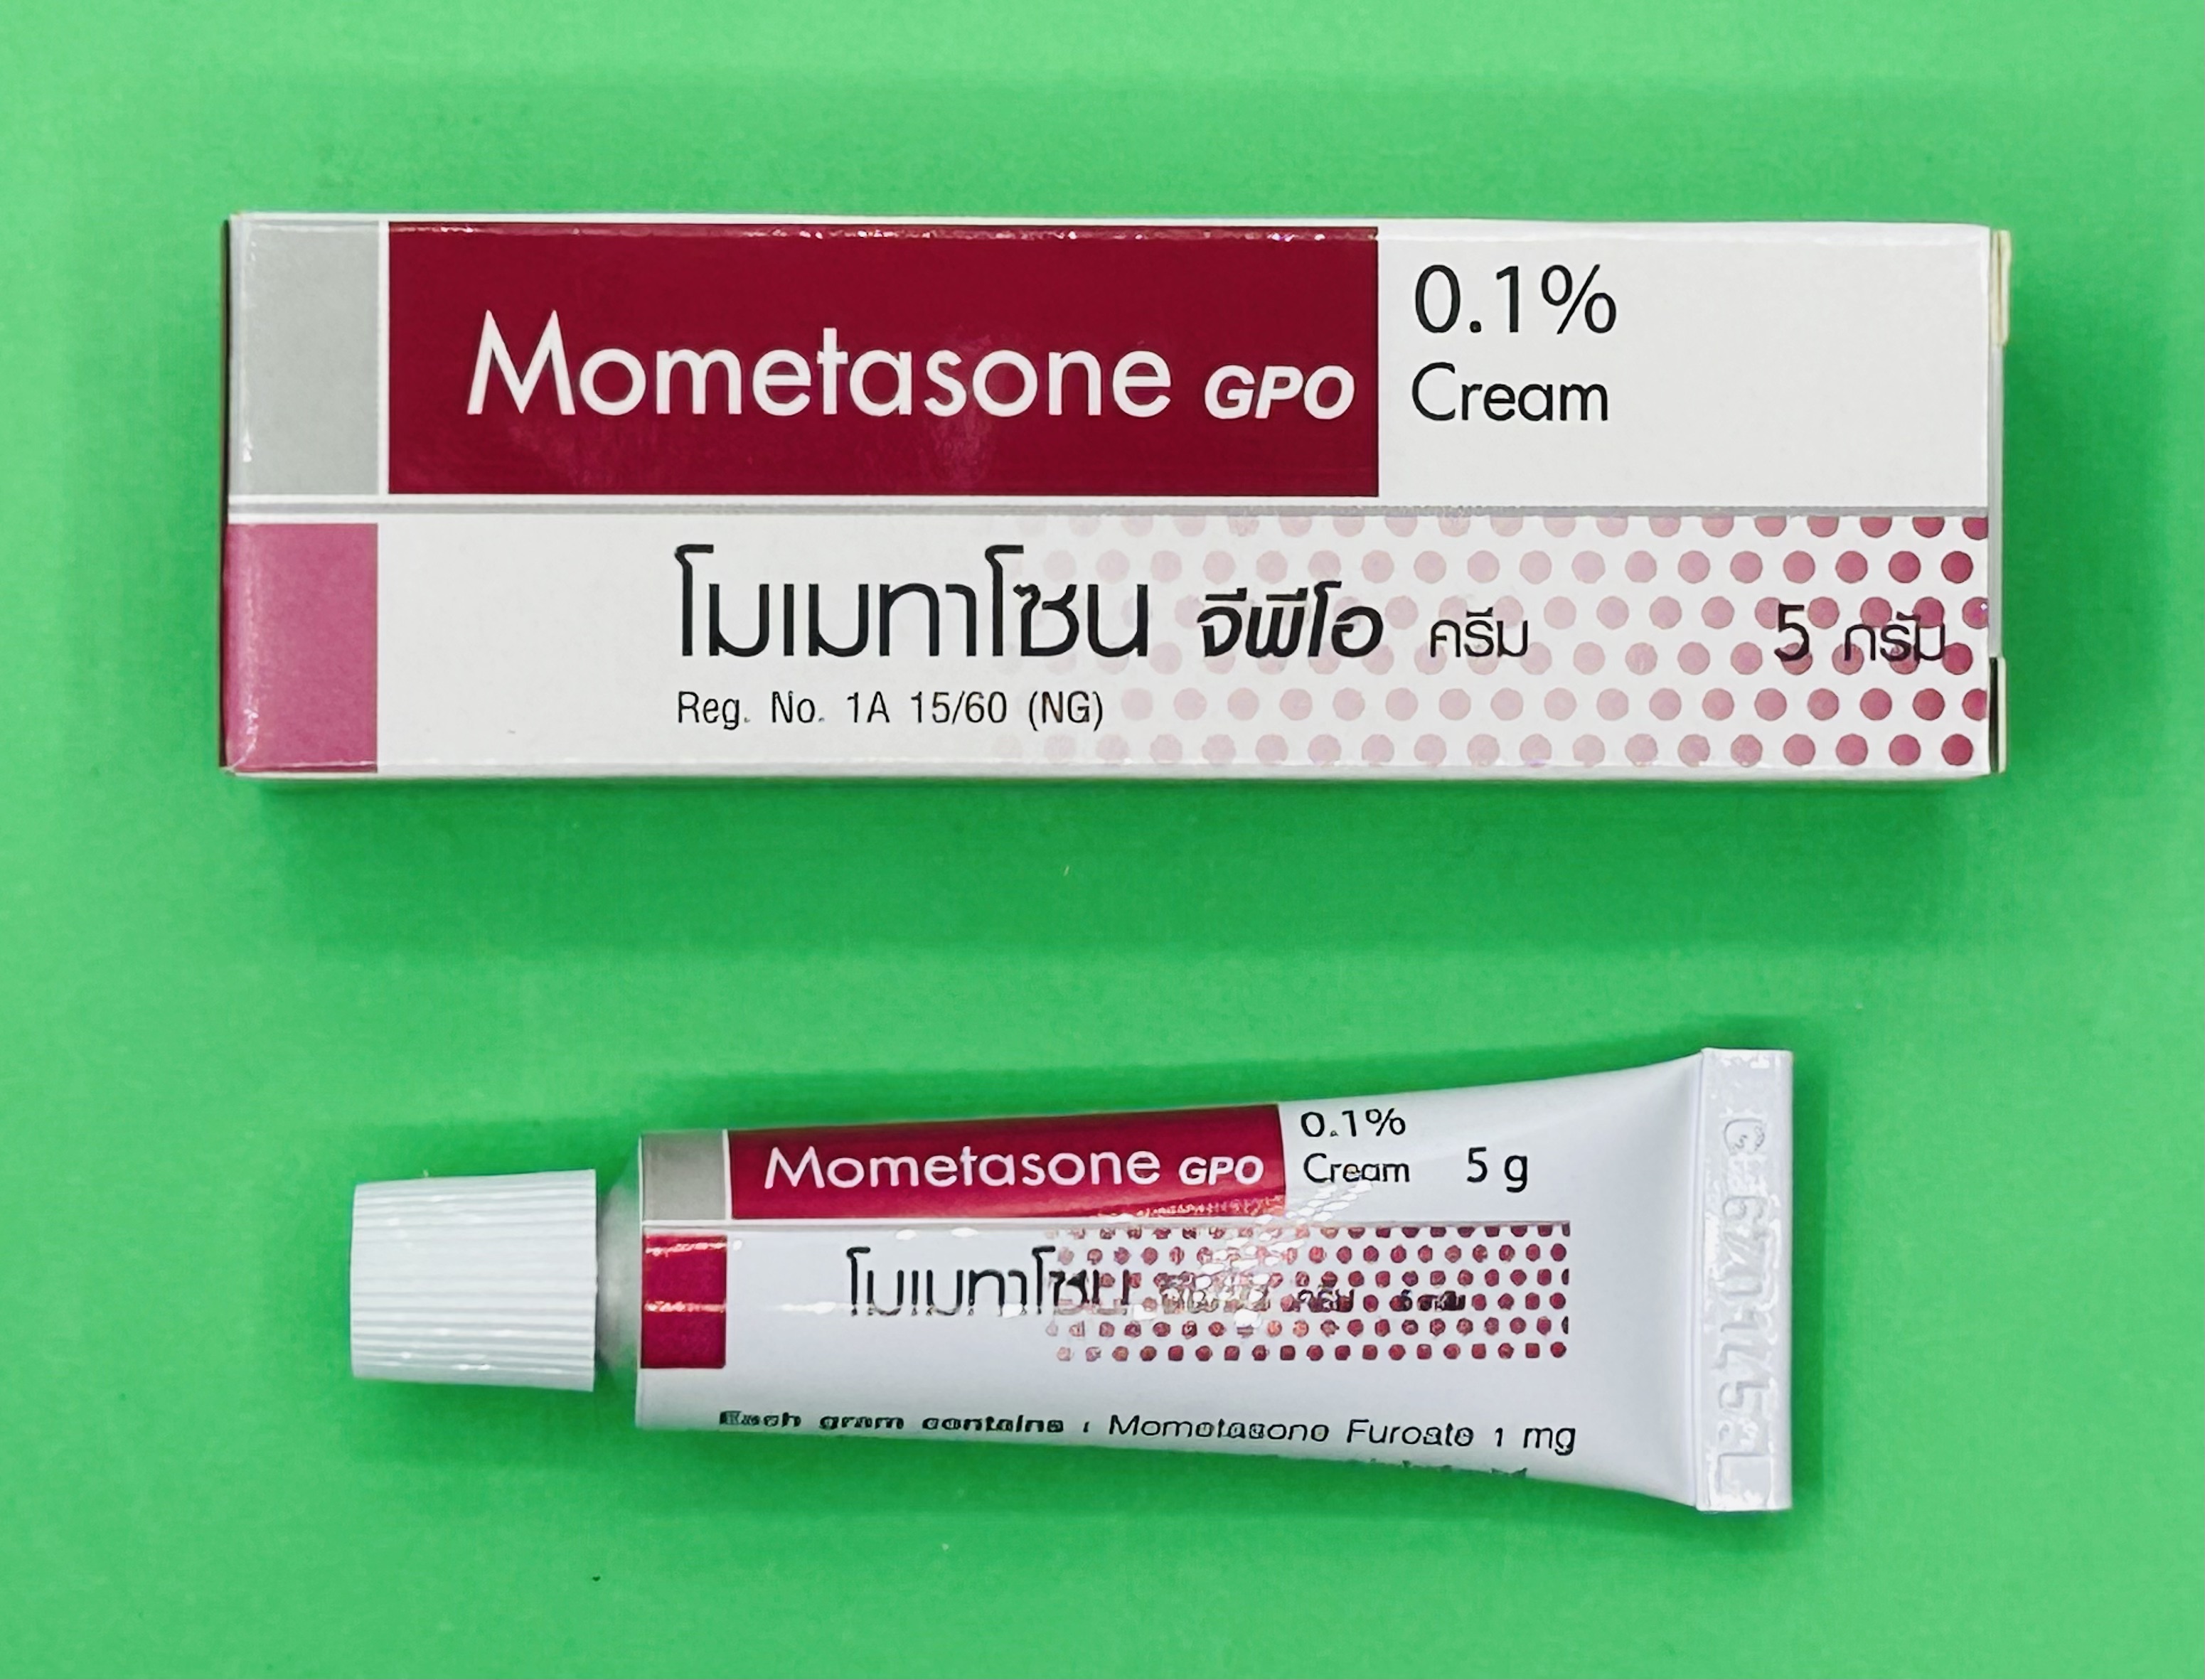 Mometasone GPO
0.1%
Cream
โมเมทาโซน จีพีโอ ครีม 5 กรัม
Reg. No. 1A 15/60 (NG)
Mometasone GPO
0.1%
Cream 5 g
โมเมทาโซน
Each gram contains : Mometasone Furoate 1 mg